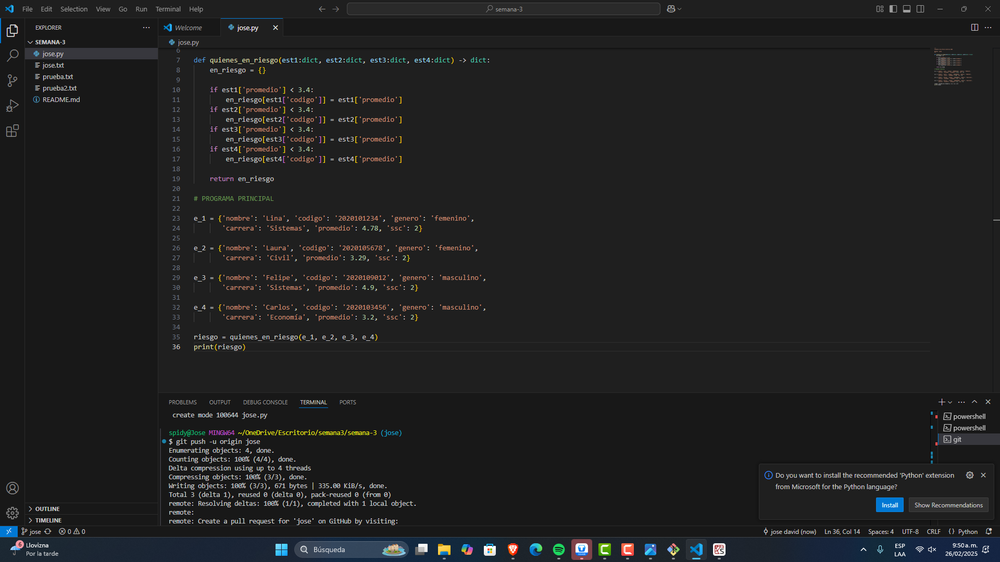 File Edit Selection View Go Run Terminal Help
semana-3
EXPLORER
SEMANA-3
jose.py
jose.txt
prueba.txt
prueba2.txt
README.md
OUTLINE
TIMELINE
Welcome
jose.py
jose.py
6
7 def quienes_en_riesgo(est1:dict, est2:dict, est3:dict, est4:dict) -> dict:
8     en_riesgo = {}
9
10     if est1['promedio'] < 3.4:
11         en_riesgo[est1['codigo']] = est1['promedio']
12     if est2['promedio'] < 3.4:
13         en_riesgo[est2['codigo']] = est2['promedio']
14     if est3['promedio'] < 3.4:
15         en_riesgo[est3['codigo']] = est3['promedio']
16     if est4['promedio'] < 3.4:
17         en_riesgo[est4['codigo']] = est4['promedio']
18
19     return en_riesgo
20
21 # PROGRAMA PRINCIPAL
22
23 e_1 = {'nombre': 'Lina', 'codigo': '2020101234', 'genero': 'femenino',
24        'carrera': 'Sistemas', 'promedio': 4.78, 'ssc': 2}
25
26 e_2 = {'nombre': 'Laura', 'codigo': '2020105678', 'genero': 'femenino',
27        'carrera': 'Civil', 'promedio': 3.29, 'ssc': 2}
28
29 e_3 = {'nombre': 'Felipe', 'codigo': '2020109012', 'genero': 'masculino',
30        'carrera': 'Sistemas', 'promedio': 4.9, 'ssc': 2}
31
32 e_4 = {'nombre': 'Carlos', 'codigo': '2020103456', 'genero': 'masculino',
33        'carrera': 'Economía', 'promedio': 3.2, 'ssc': 2}
34
35 riesgo = quienes_en_riesgo(e_1, e_2, e_3, e_4)
36 print(riesgo)
PROBLEMS OUTPUT DEBUG CONSOLE TERMINAL PORTS
create mode 100644 jose.py
spidy@Jose MINGW64 ~/OneDrive/Escritorio/semana3/semana-3 (jose)
$ git push -u origin jose
Enumerating objects: 4, done.
Counting objects: 100% (4/4), done.
Delta compression using up to 4 threads
Compressing objects: 100% (3/3), done.
Writing objects: 100% (3/3), 671 bytes | 335.00 KiB/s, done.
Total 3 (delta 1), reused 0 (delta 0), pack-reused 0 (from 0)
remote: Resolving deltas: 100% (1/1), completed with 1 local object.
remote:
remote: Create a pull request for 'jose' on GitHub by visiting:
powershell
powershell
git
Do you want to install the recommended 'Python' extension
from Microsoft for the Python language?
Install Show Recommendations
jose 0 0 jose david (now) Ln 36, Col 14 Spaces: 4 UTF-8 CRLF {} Python
6
Llovizna
Por la tarde
Búsqueda
ESP
LAA
9:50 a. m.
26/02/2025